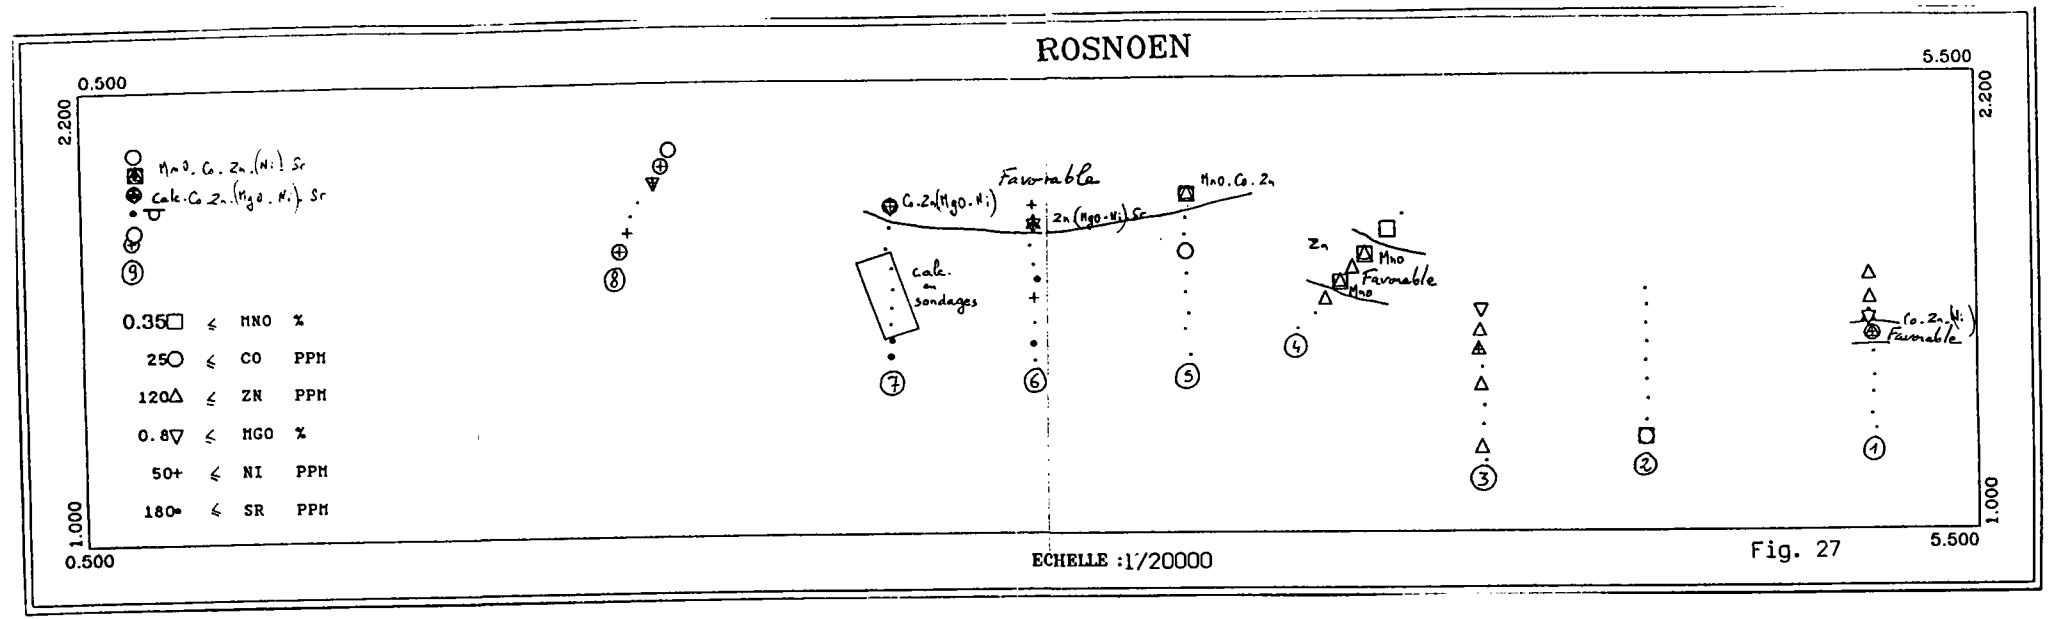 ROSNOEN
0.500
5.500
2.200
2.200
MnO. Co. Zn. (Ni). Sr
calc. Co. Zn. (MgO. Ni). Sr
Favorable
Co. Zn (MgO. Ni)
Zn (MgO. Ni) Sr
MnO. Co. Zn
Zn
MnO
Favorable
MnO
calc.
en
sondages
Co. Zn. (Ni)
Favorable
9
8
7
6
5
4
3
2
1
0.35□ ≤ MNO %
25○ ≤ CO PPM
120△ ≤ ZN PPM
0.8▽ ≤ MGO %
50+ ≤ NI PPM
180• ≤ SR PPM
1.000
1.000
0.500
5.500
ECHELLE :1/20000
Fig. 27